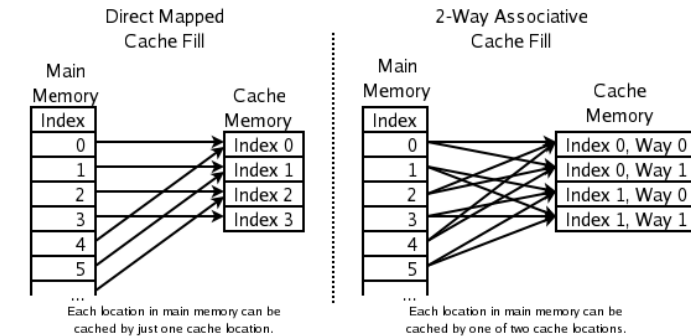 Direct Mapped
Cache Fill
Main
Memory
Index
0
1
2
3
4
5
...
Cache
Memory
Index 0
Index 1
Index 2
Index 3
Each location in main memory can be
cached by just one cache location.
2-Way Associative
Cache Fill
Main
Memory
Index
0
1
2
3
4
5
...
Cache
Memory
Index 0, Way 0
Index 0, Way 1
Index 1, Way 0
Index 1, Way 1
Each location in main memory can be
cached by one of two cache locations.